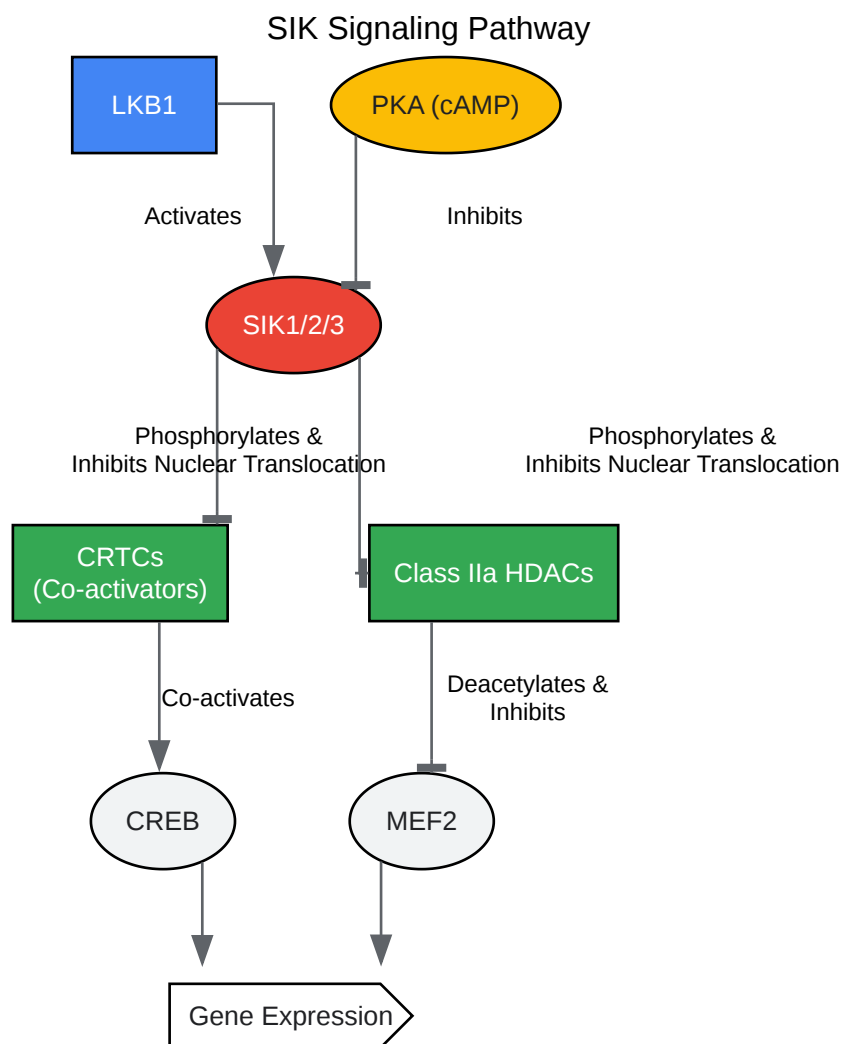 SIK Signaling Pathway
LKB1
PKA (cAMP)
Activates
Inhibits
SIK1/2/3
Phosphorylates &
Inhibits Nuclear Translocation
Phosphorylates &
Inhibits Nuclear Translocation
CRTCs
(Co-activators)
Class IIa HDACs
Co-activates
Deacetylates &
Inhibits
CREB
MEF2
Gene Expression